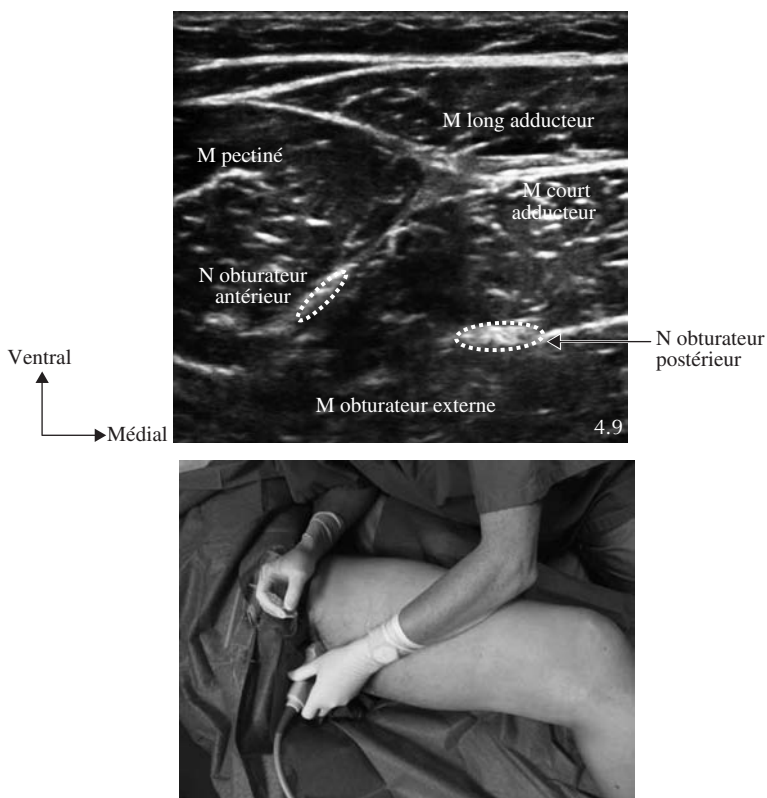 M long adducteur
M pectiné
M court
adducteur
N obturateur
antérieur
N obturateur
postérieur
Ventral
Médial
M obturateur externe
4.9